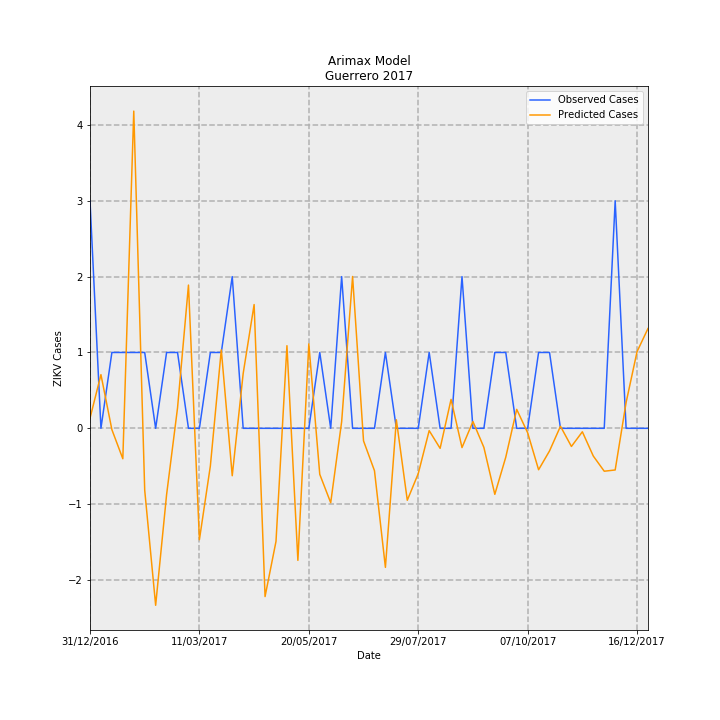 Arimax Model
Guerrero 2017
Observed Cases
Predicted Cases
ZIKV Cases
4
3
2
1
0
−1
−2
31/12/2016 11/03/2017 20/05/2017 29/07/2017 07/10/2017 16/12/2017
Date